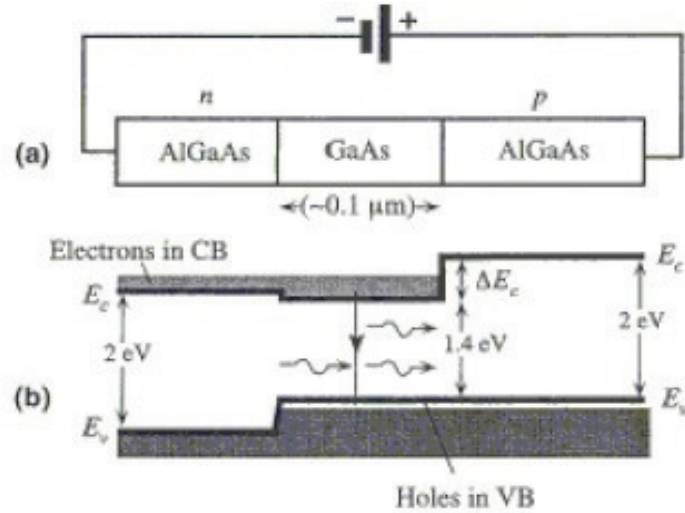 − +
n p
(a) AlGaAs GaAs AlGaAs
(~0.1 μm)
Electrons in CB
E_c E_c
ΔE_c
2 eV 1.4 eV 2 eV
(b)
E_v E_v
Holes in VB